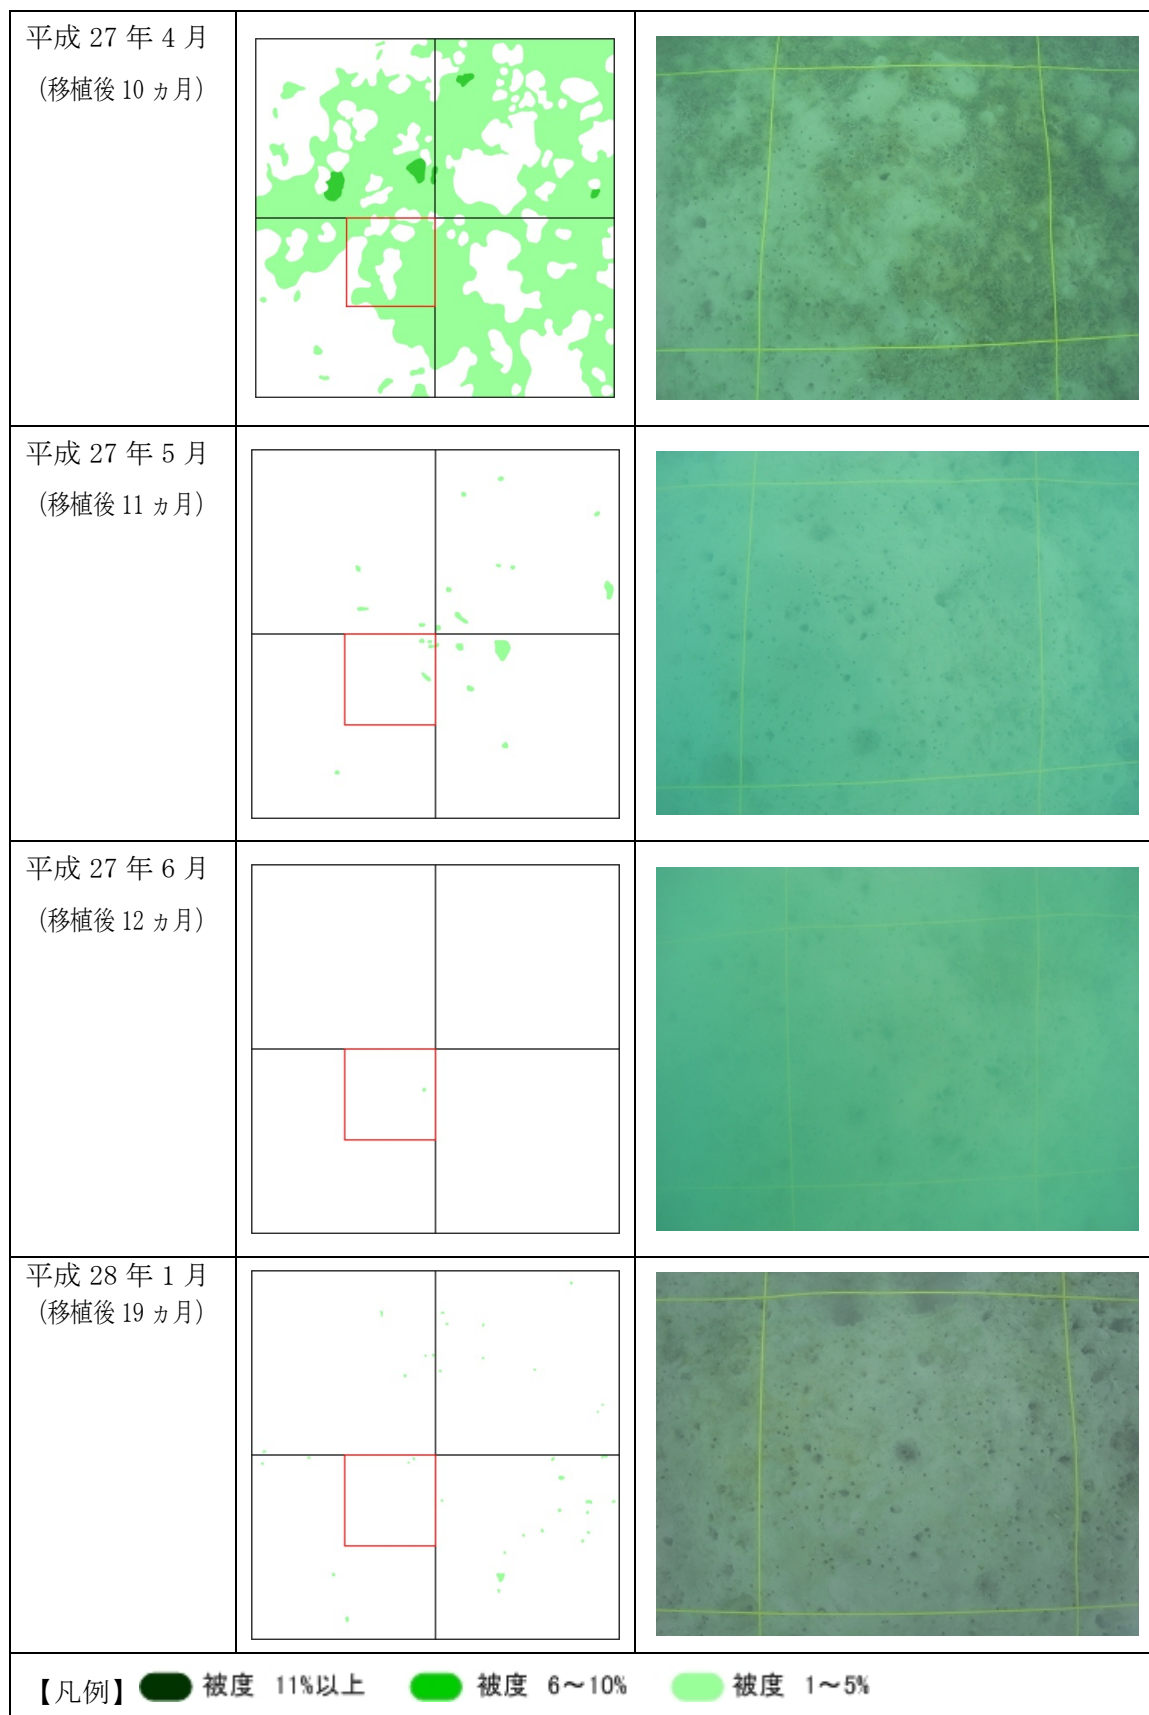 平成 27 年 4 月
（移植後 10 ヵ月）
平成 27 年 5 月
（移植後 11 ヵ月）
平成 27 年 6 月
（移植後 12 ヵ月）
平成 28 年 1 月
（移植後 19 ヵ月）
【凡例】 被度 11%以上 被度 6～10% 被度 1～5%